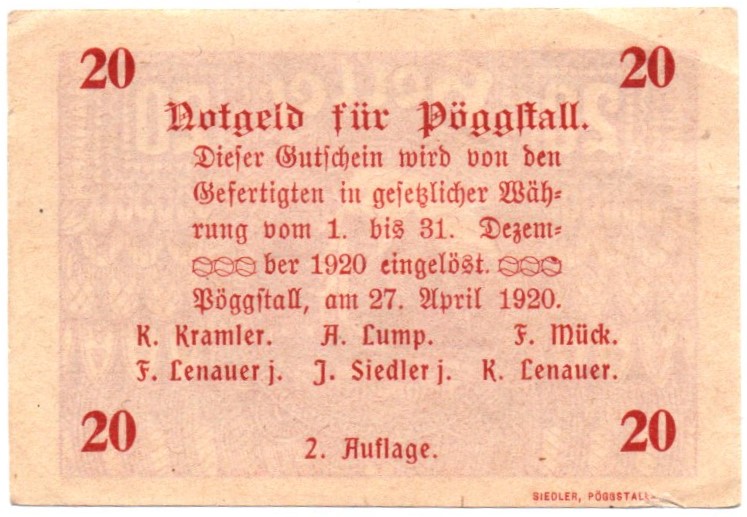 20 20
Notgeld für Pöggstall.
Dieser Gutschein wird von den
Gefertigten in gesetzlicher Wäh-
rung vom 1. bis 31. Dezem-
ber 1920 eingelöst.
Pöggstall, am 27. April 1920.
K. Kramler. A. Lump. F. Mück.
F. Lenauer j. J. Siedler j. K. Lenauer.
20 2. Auflage. 20
SIEDLER, PÖGGSTALL